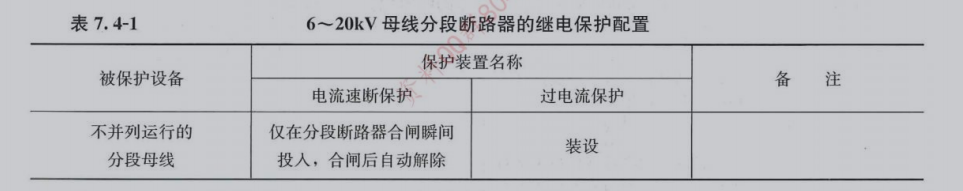 表 7.4-1 6～20kV 母线分段断路器的继电保护配置
被保护设备
保护装置名称
备 注
电流速断保护
过电流保护
不并列运行的
分段母线
仅在分段断路器合闸瞬间
投入，合闸后自动解除
装设